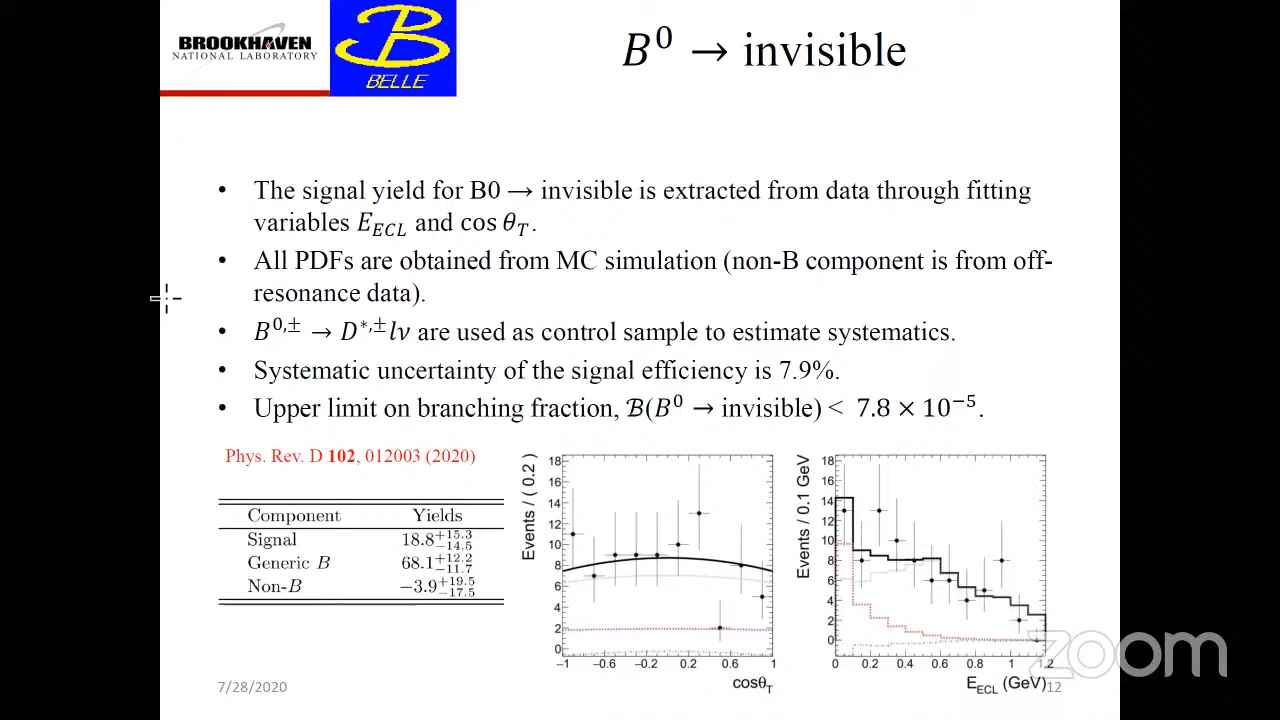 BROOKHAVEN
NATIONAL LABORATORY
B
BELLE
B⁰ → invisible
• The signal yield for B0 → invisible is extracted from data through fitting
variables E_ECL and cos θ_T.
• All PDFs are obtained from MC simulation (non-B component is from off-
resonance data).
• B^{0,±} → D^{*,±}lν are used as control sample to estimate systematics.
• Systematic uncertainty of the signal efficiency is 7.9%.
• Upper limit on branching fraction, ℬ(B⁰ → invisible) < 7.8 × 10⁻⁵.
Phys. Rev. D 102, 012003 (2020)
Component Yields
Signal 18.8^{+15.3}_{−14.5}
Generic B 68.1^{+12.2}_{−11.7}
Non-B −3.9^{+19.5}_{−17.5}
Events / ( 0.2 )
18
16
14
12
10
8
6
4
2
0
−1 −0.6 −0.2 0.2 0.6 1
cosθ_T
Events / 0.1 GeV
18
16
14
12
10
8
6
4
2
0
0 0.2 0.4 0.6 0.8 1 1.2
E_ECL (GeV)
7/28/2020
12
zoom